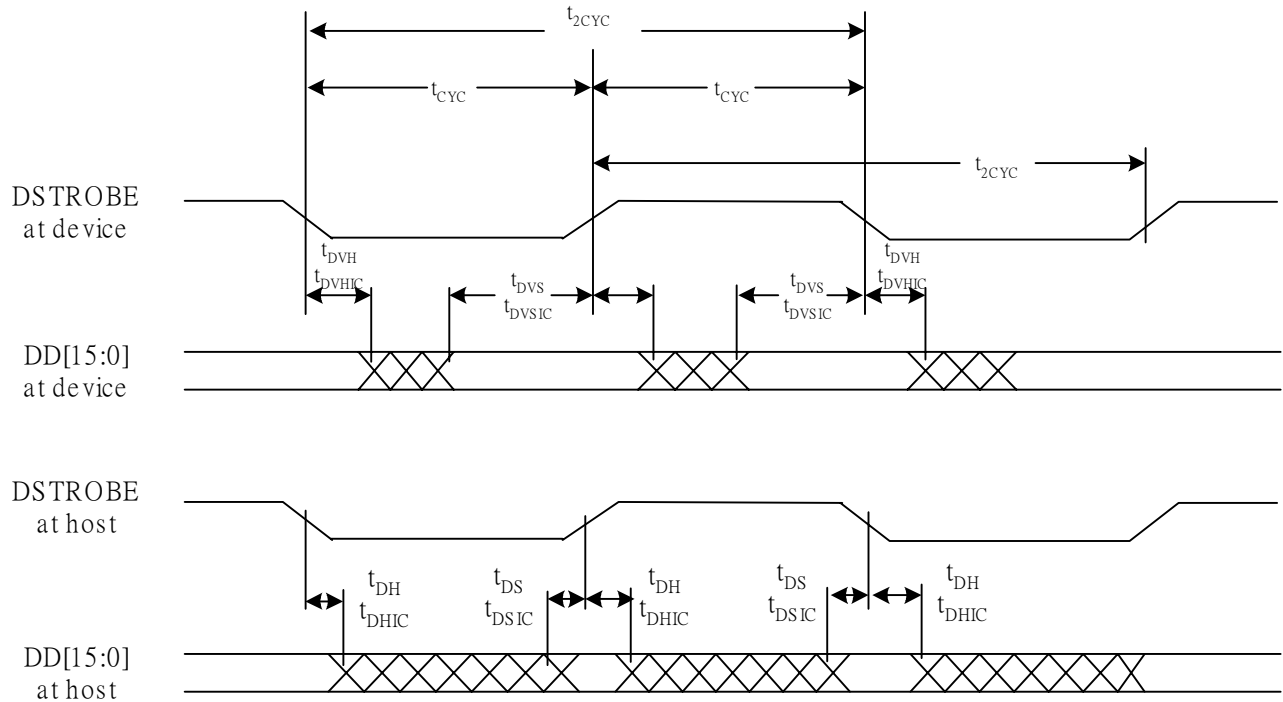 t2CYC
tCYC
tCYC
t2CYC
DSTROBE
at device
tDVH
tDVHIC
tDVS
tDVSIC
tDVS
tDVSIC
tDVH
tDVHIC
DD[15:0]
at device
DSTROBE
at host
tDH
tDHIC
tDS
tDSIC
tDH
tDHIC
tDS
tDSIC
tDH
tDHIC
DD[15:0]
at host